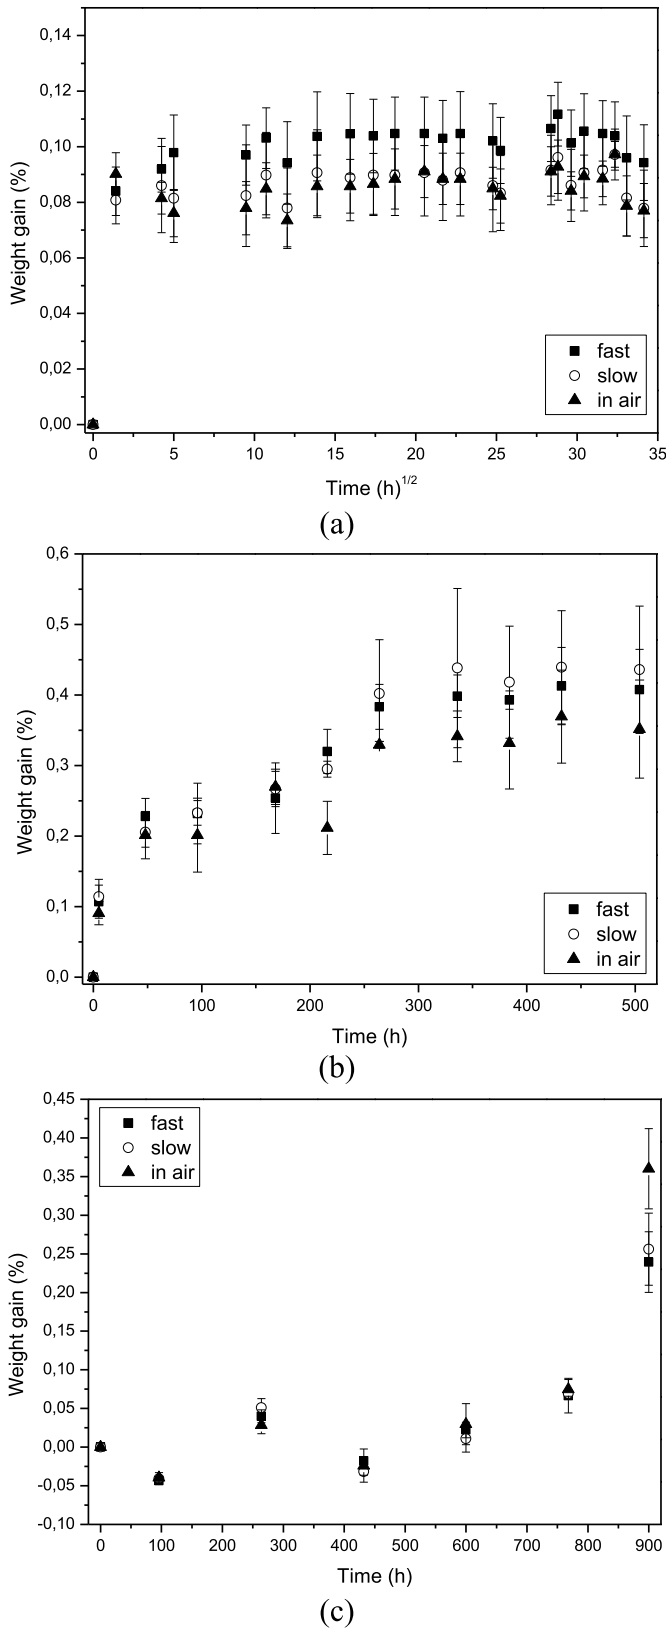 0,14
0,12
0,10
0,08
0,06
0,04
0,02
0,00
Weight gain (%)
fast
slow
in air
0 5 10 15 20 25 30 35
Time (h)1/2
(a)
0,6
0,5
0,4
0,3
0,2
0,1
0,0
Weight gain (%)
fast
slow
in air
0 100 200 300 400 500
Time (h)
(b)
0,45
0,40
0,35
0,30
0,25
0,20
0,15
0,10
0,05
0,00
-0,05
-0,10
Weight gain (%)
fast
slow
in air
0 100 200 300 400 500 600 700 800 900
Time (h)
(c)